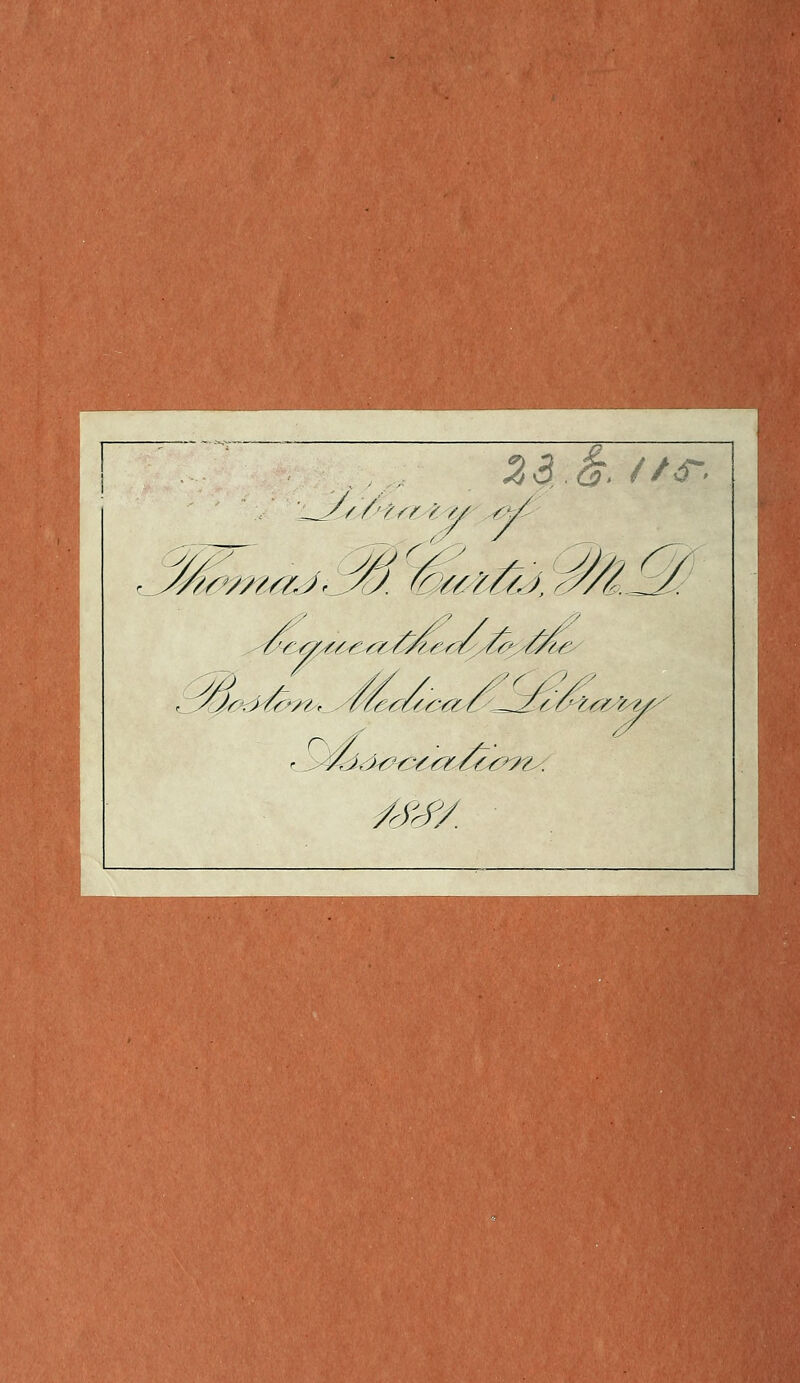 23. E. 115.
Library of
Thomas B. Curtis, M.D.
bequeathed to the
Boston Medical Library
Association.
1881.